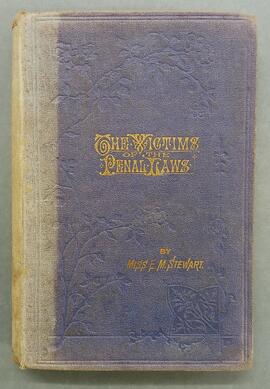 THE VICTIMS
OF THE
PENAL LAWS
BY
MISS E. M. STEWART.